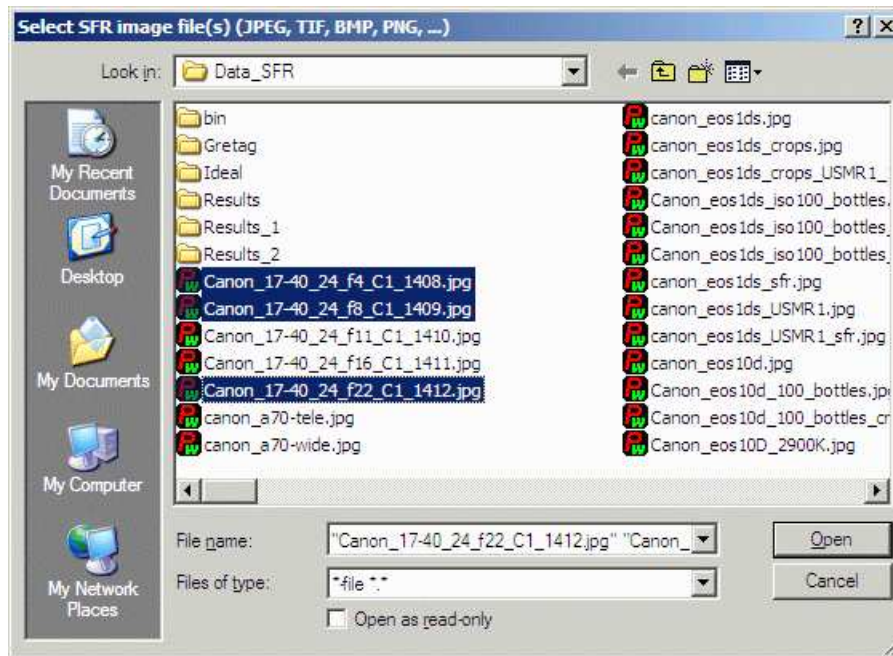 Select SFR image file(s) (JPEG, TIF, BMP, PNG, ...)
Look in: Data_SFR
My Recent
Documents
Desktop
My Documents
My Computer
My Network
Places
bin
Gretag
Ideal
Results
Results_1
Results_2
Canon_17-40_24_f4_C1_1408.jpg
Canon_17-40_24_f8_C1_1409.jpg
Canon_17-40_24_f11_C1_1410.jpg
Canon_17-40_24_f16_C1_1411.jpg
Canon_17-40_24_f22_C1_1412.jpg
canon_a70-tele.jpg
canon_a70-wide.jpg
canon_eos1ds.jpg
canon_eos1ds_crops.jpg
canon_eos1ds_crops_USMR1_
Canon_eos1ds_iso100_bottles.
Canon_eos1ds_iso100_bottles_
Canon_eos1ds_iso100_bottles_
canon_eos1ds_sfr.jpg
canon_eos1ds_USMR1.jpg
canon_eos1ds_USMR1_sfr.jpg
canon_eos10d.jpg
Canon_eos10d_100_bottles.jp
Canon_eos10d_100_bottles_cr
Canon_eos10D_2900K.jpg
File name: "Canon_17-40_24_f22_C1_1412.jpg" "Canon_
Open
Files of type: *-file *.*
Cancel
Open as read-only